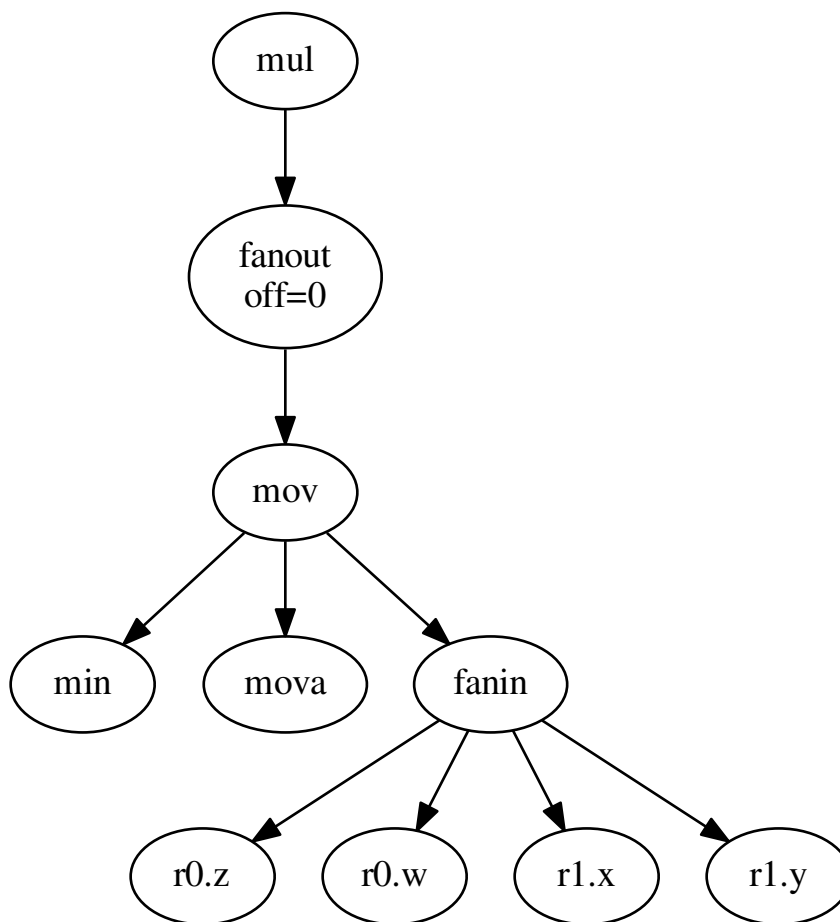 mul
fanout
off=0
mov
min
mova
fanin
r0.z
r0.w
r1.x
r1.y